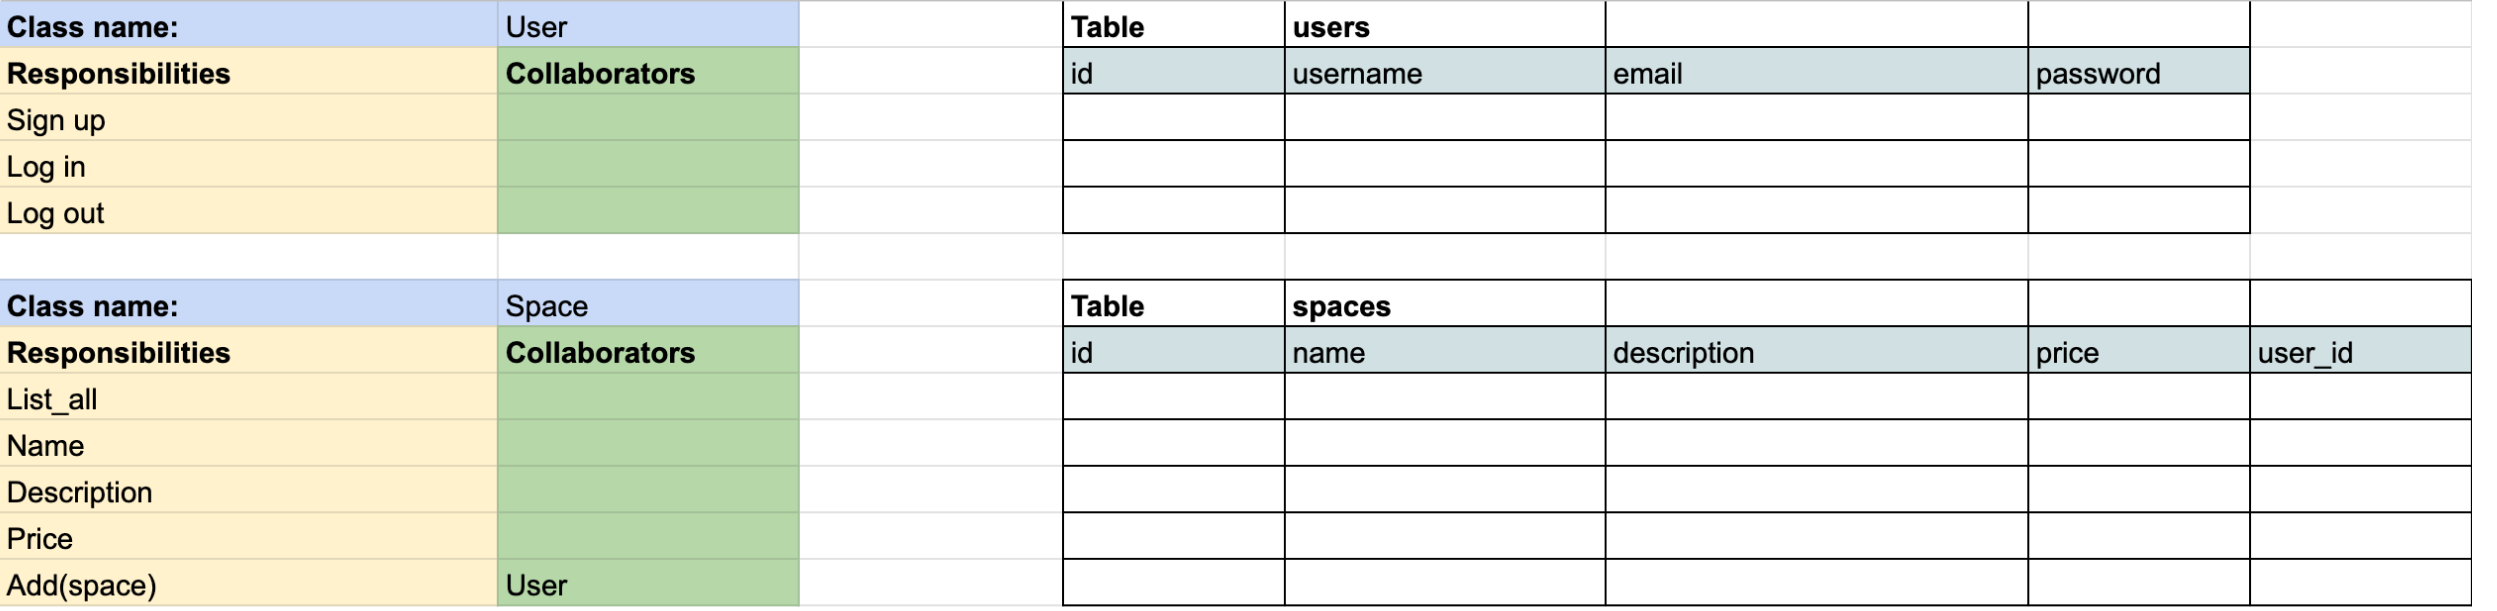 Class name: User Table users
Responsibilities Collaborators id username email password
Sign up
Log in
Log out
Class name: Space Table spaces
Responsibilities Collaborators id name description price user_id
List_all
Name
Description
Price
Add(space) User